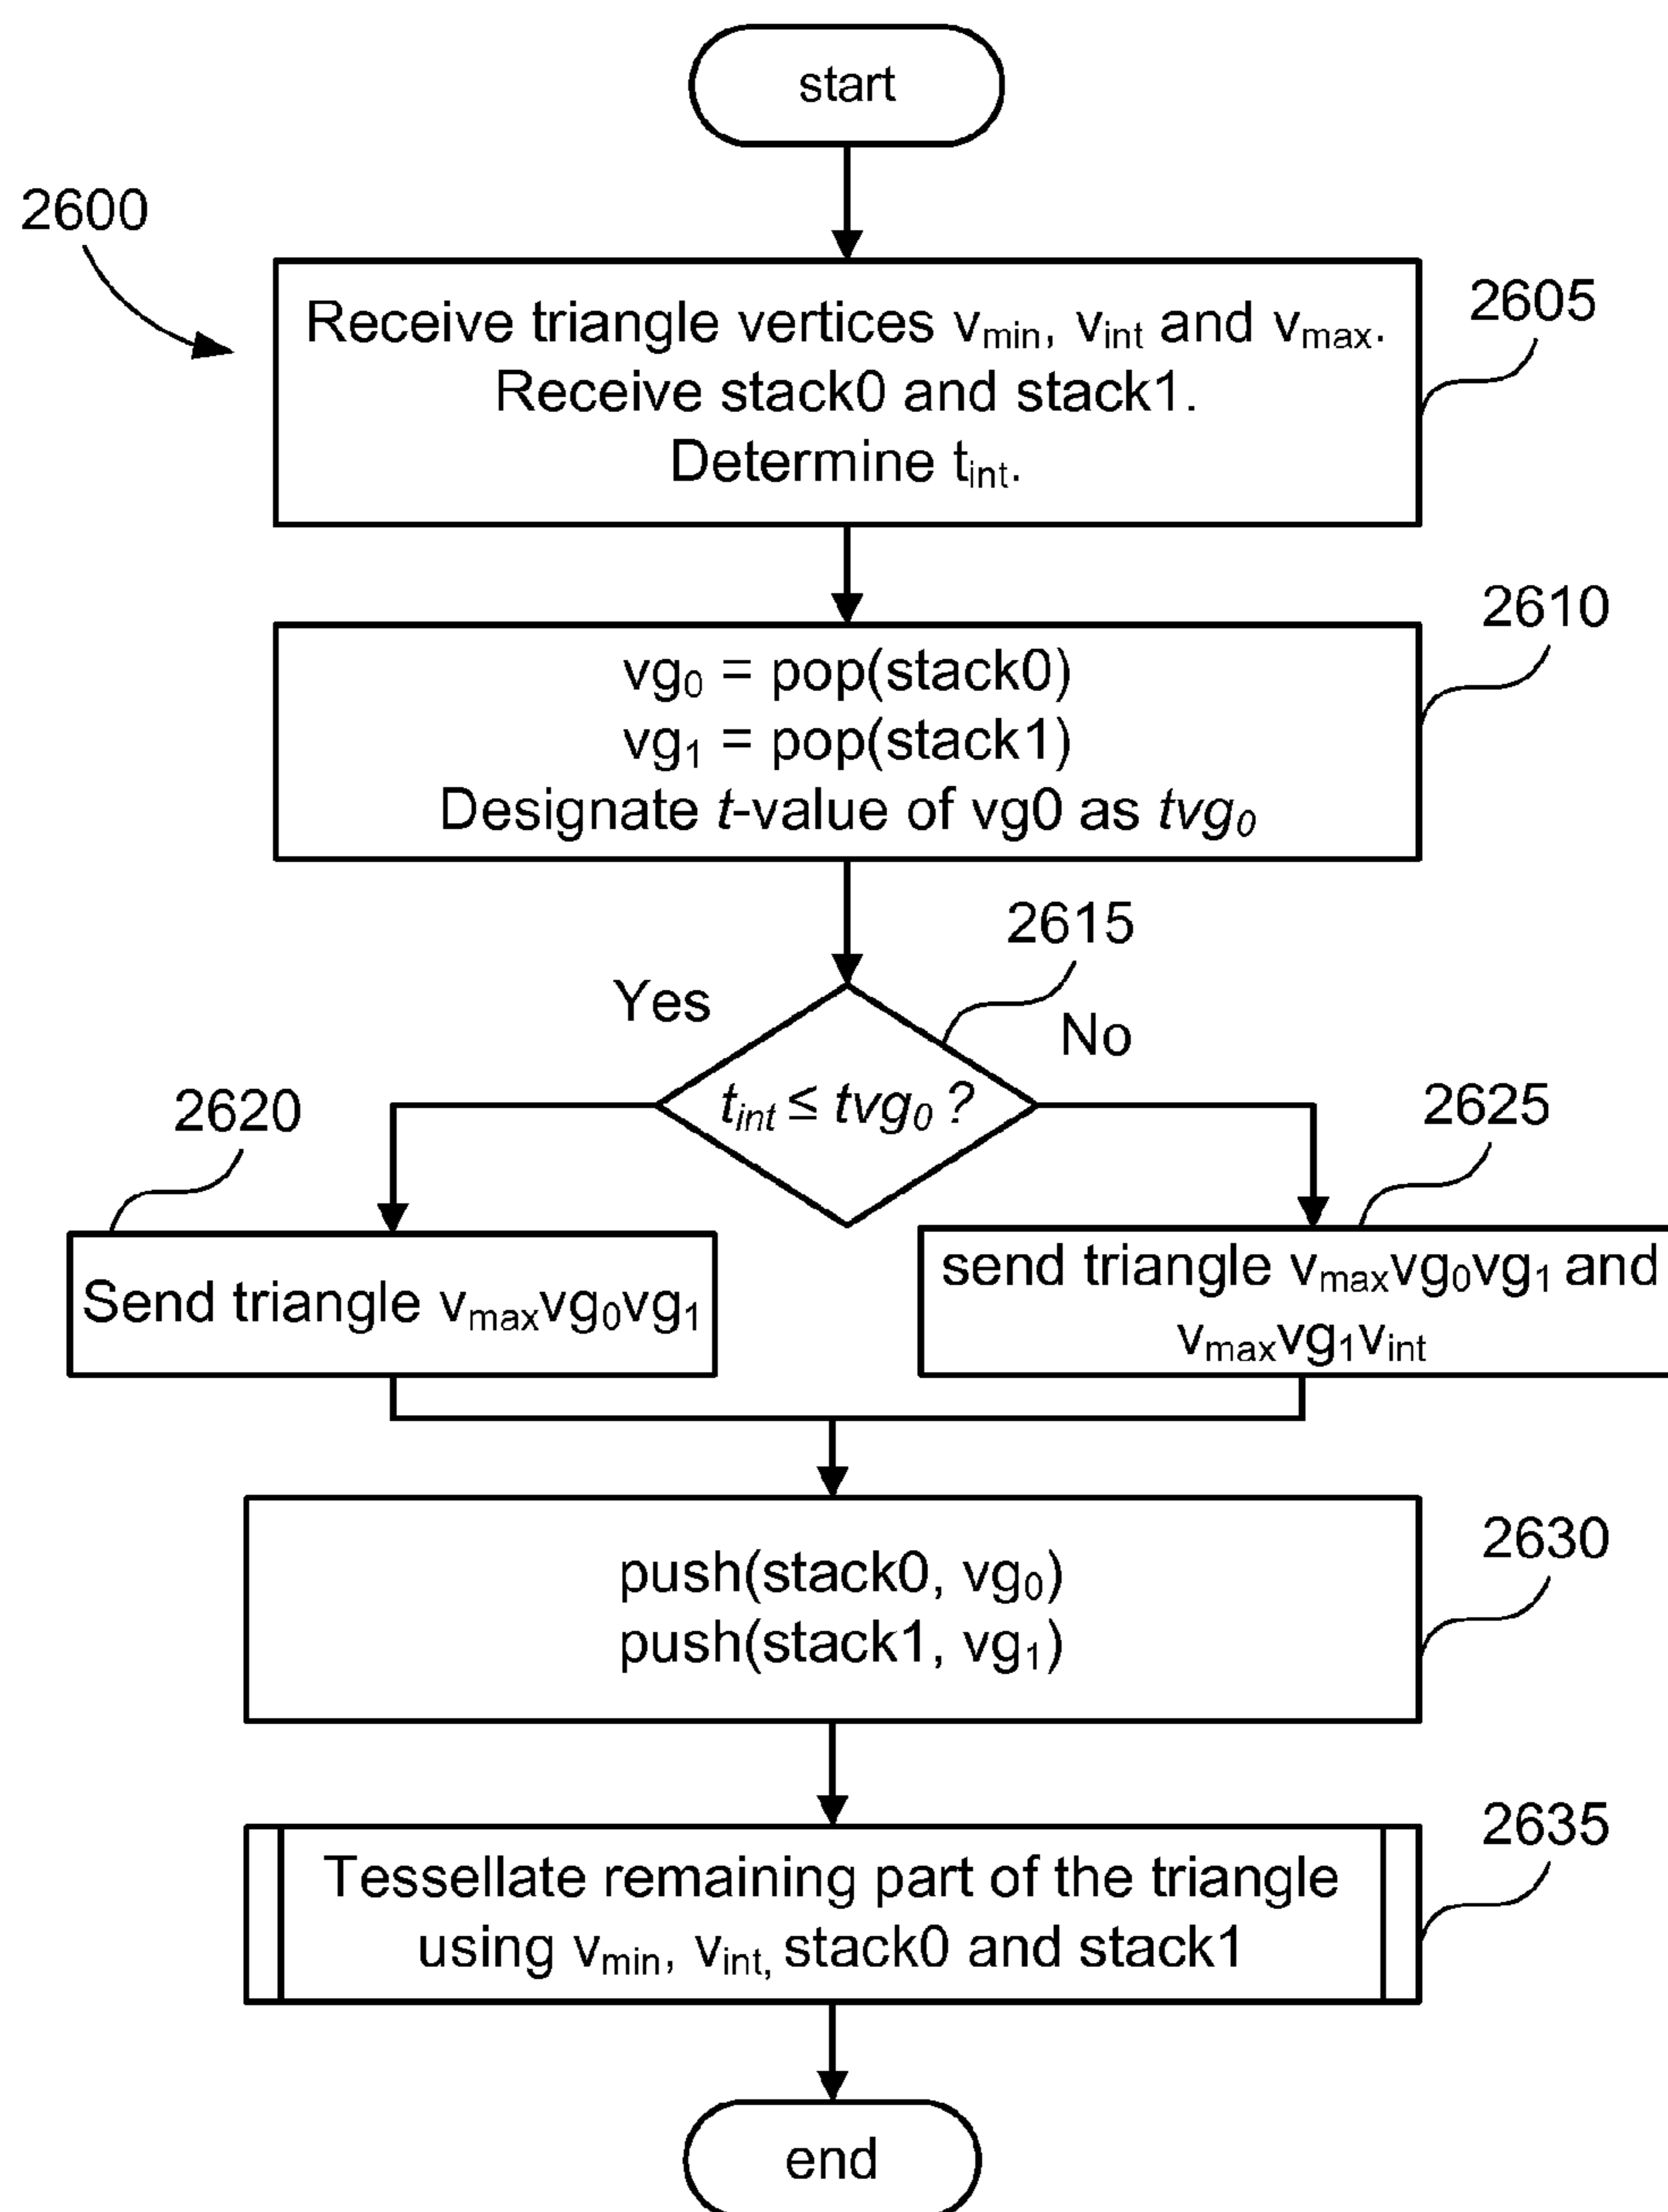 start
2600
2605
Receive triangle vertices vmin, vint and vmax.
Receive stack0 and stack1.
Determine tint.
2610
vg0 = pop(stack0)
vg1 = pop(stack1)
Designate t-value of vg0 as tvg0
2615
Yes
No
tint ≤ tvg0 ?
2620
2625
Send triangle vmaxvg0vg1
send triangle vmaxvg0vg1 and
vmaxvg1vint
2630
push(stack0, vg0)
push(stack1, vg1)
2635
Tessellate remaining part of the triangle
using vmin, vint, stack0 and stack1
end